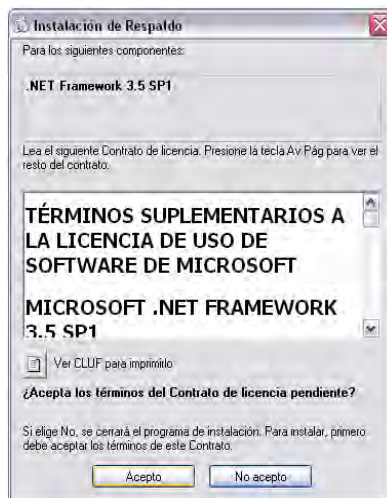 Instalación de Respaldo
Para los siguientes componentes:
.NET Framework 3.5 SP1
Lea el siguiente Contrato de licencia. Presione la tecla Av Pág para ver el
resto del contrato.
TÉRMINOS SUPLEMENTARIOS A
LA LICENCIA DE USO DE
SOFTWARE DE MICROSOFT
MICROSOFT .NET FRAMEWORK
3.5 SP1
Ver CLUF para imprimirlo
¿Acepta los términos del Contrato de licencia pendiente?
Si elige No, se cerrará el programa de instalación. Para instalar, primero
debe aceptar los términos de este Contrato.
Acepto
No acepto